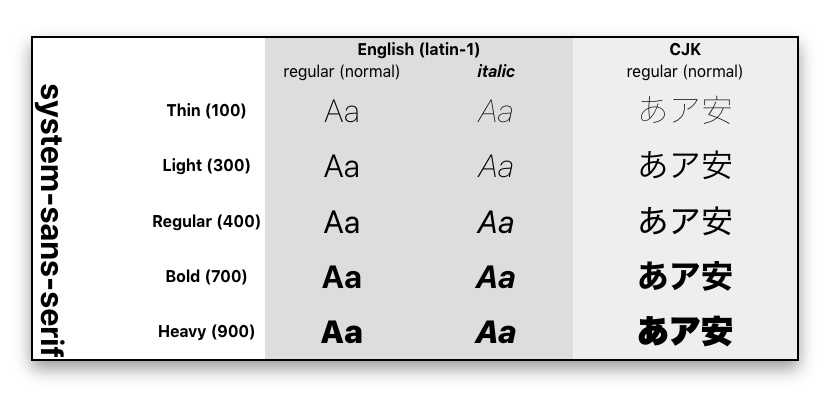 system-sans-serif
English (latin-1) CJK
regular (normal) italic regular (normal)
Thin (100) Aa Aa あア安
Light (300) Aa Aa あア安
Regular (400) Aa Aa あア安
Bold (700) Aa Aa あア安
Heavy (900) Aa Aa あア安